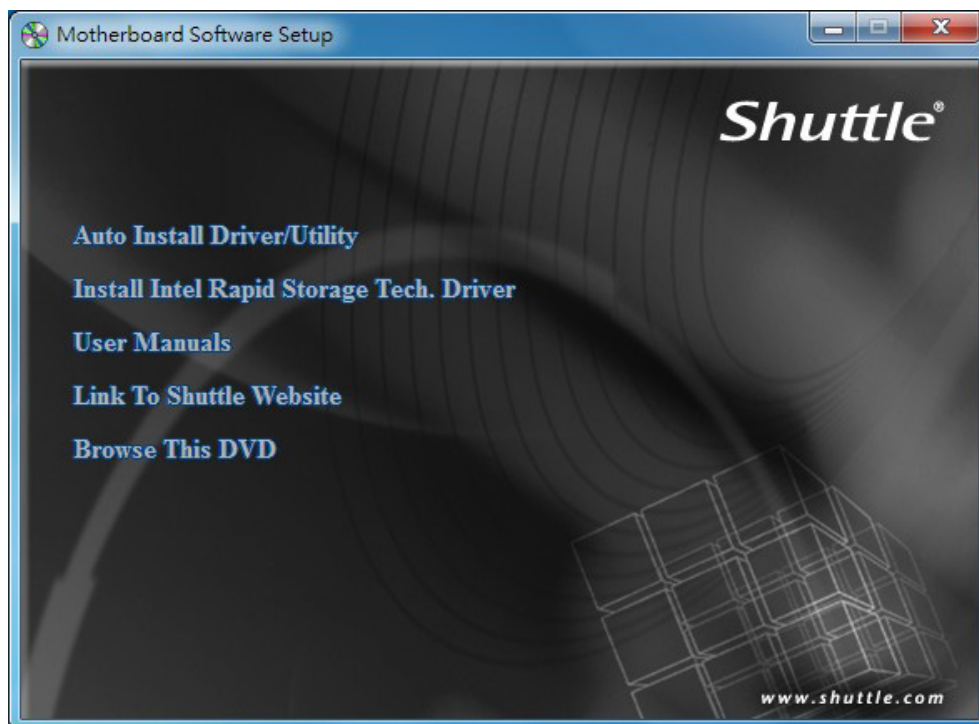 Motherboard Software Setup
Shuttle®
Auto Install Driver/Utility
Install Intel Rapid Storage Tech. Driver
User Manuals
Link To Shuttle Website
Browse This DVD
www.shuttle.com